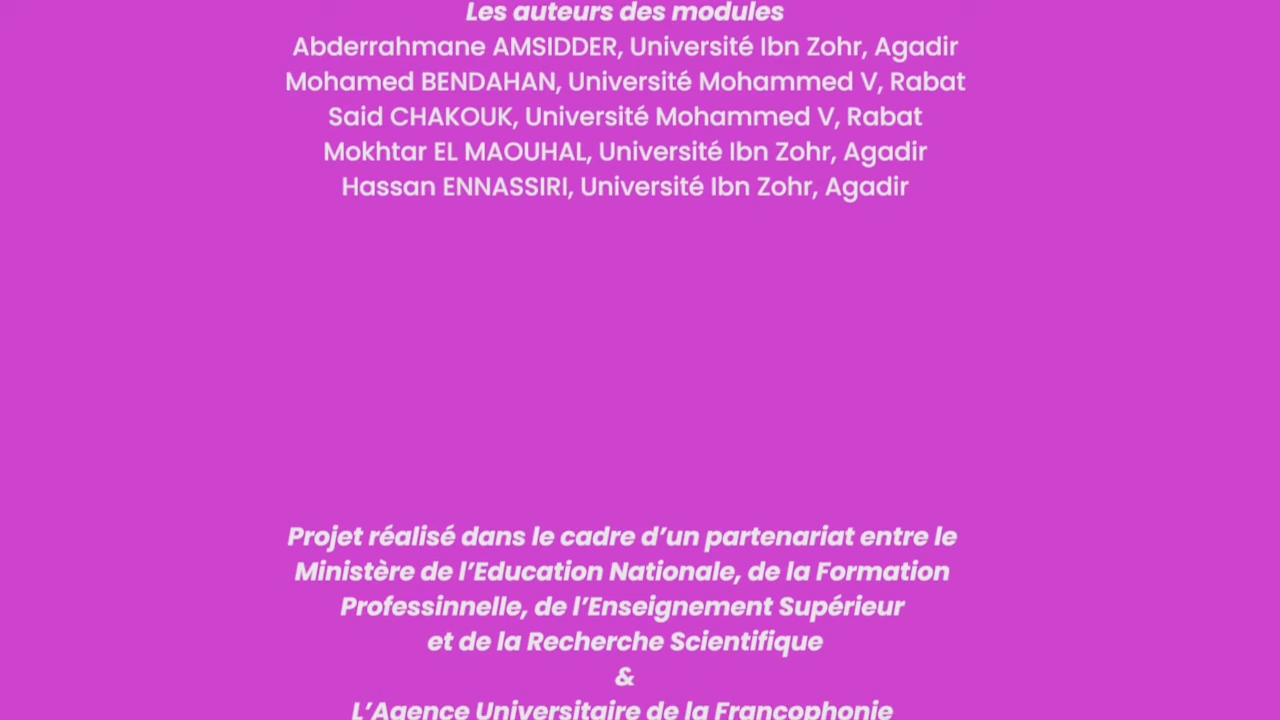 Les auteurs des modules
Abderrahmane AMSIDDER, Université Ibn Zohr, Agadir
Mohamed BENDAHAN, Université Mohammed V, Rabat
Said CHAKOUK, Université Mohammed V, Rabat
Mokhtar EL MAOUHAL, Université Ibn Zohr, Agadir
Hassan ENNASSIRI, Université Ibn Zohr, Agadir
Projet réalisé dans le cadre d’un partenariat entre le
Ministère de l’Education Nationale, de la Formation
Professinnelle, de l’Enseignement Supérieur
et de la Recherche Scientifique
&
L’Agence Universitaire de la Francophonie